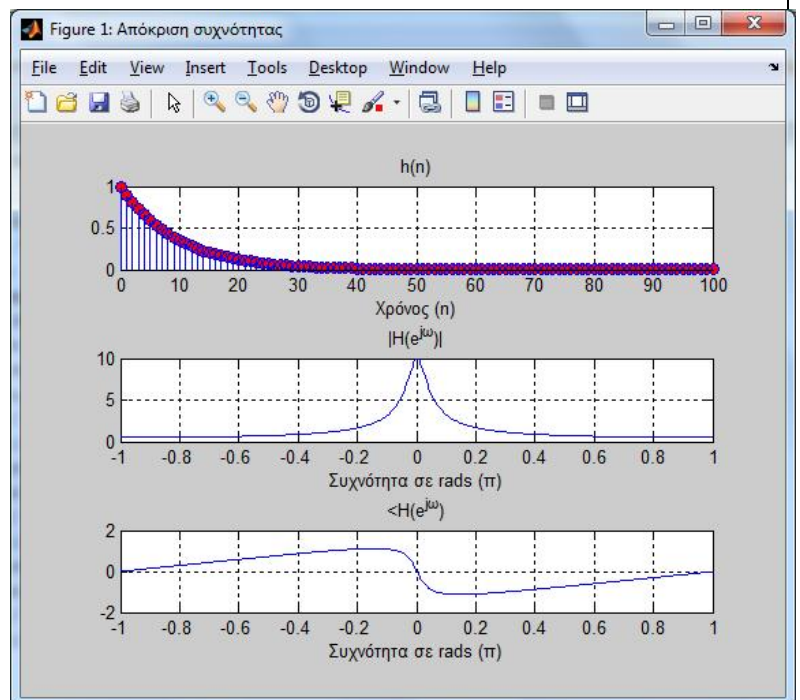 Figure 1: Απόκριση συχνότητας
File Edit View Insert Tools Desktop Window Help
h(n)
1
0.5
0
0 10 20 30 40 50 60 70 80 90 100
Χρόνος (n)
|H(e^jω)|
10
5
0
-1 -0.8 -0.6 -0.4 -0.2 0 0.2 0.4 0.6 0.8 1
Συχνότητα σε rads (π)
<H(e^jω)
2
0
-2
-1 -0.8 -0.6 -0.4 -0.2 0 0.2 0.4 0.6 0.8 1
Συχνότητα σε rads (π)